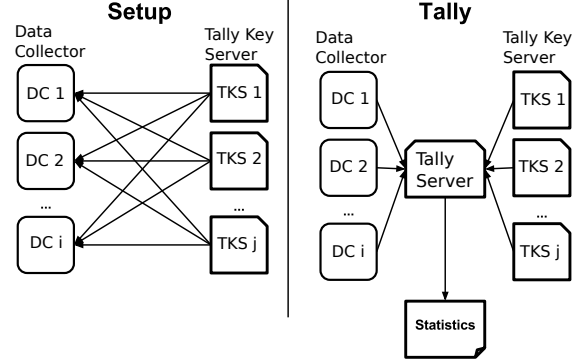 Setup
Data
Collector
Tally Key
Server
DC 1
TKS 1
DC 2
TKS 2
...
...
DC i
TKS j
Tally
Data
Collector
Tally Key
Server
DC 1
TKS 1
DC 2
Tally
Server
TKS 2
...
...
DC i
TKS j
Statistics